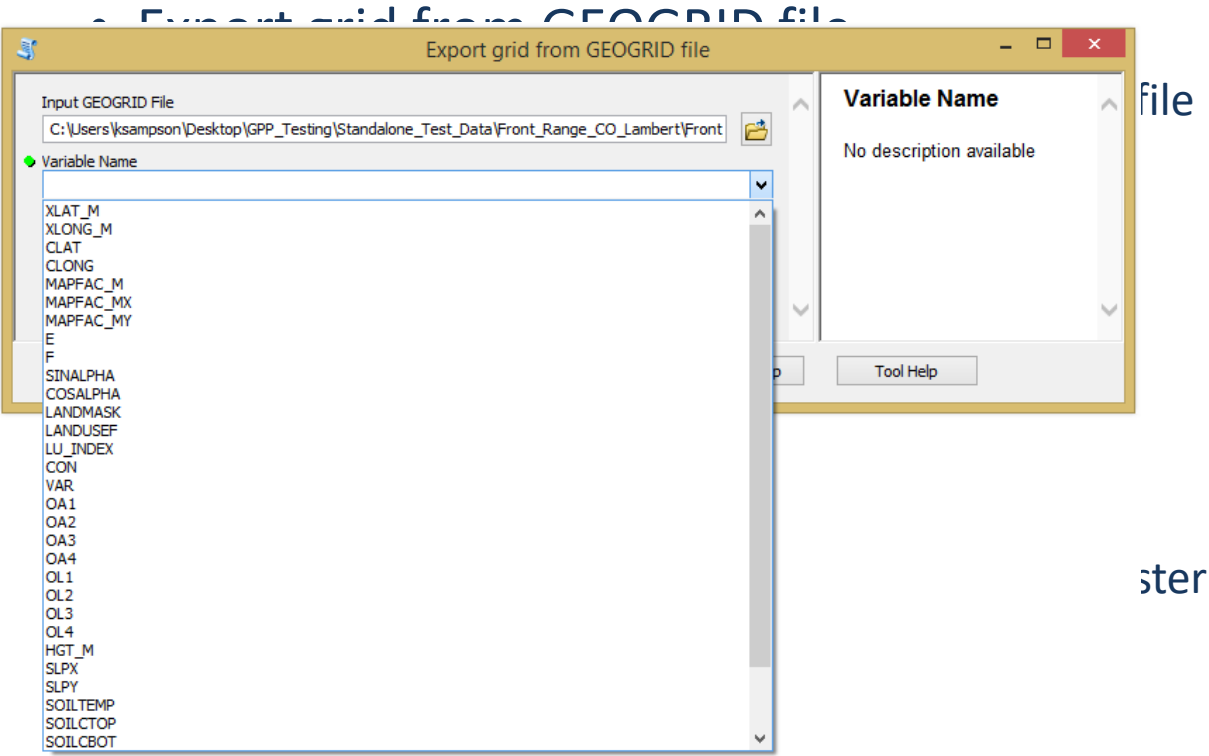 • Export grid from GEOGRID file
Export grid from GEOGRID file
file
Input GEOGRID File
C:\Users\ksampson\Desktop\GPP_Testing\Standalone_Test_Data\Front_Range_CO_Lambert\Front
Variable Name
XLAT_M
XLONG_M
CLAT
CLONG
MAPFAC_M
MAPFAC_MX
MAPFAC_MY
E
F
SINALPHA
COSALPHA
LANDMASK
LANDUSEF
LU_INDEX
CON
VAR
OA1
OA2
OA3
OA4
OL1
OL2
OL3
OL4
HGT_M
SLPX
SLPY
SOILTEMP
SOILCTOP
SOILCBOT
Variable Name
No description available
p
Tool Help
ster